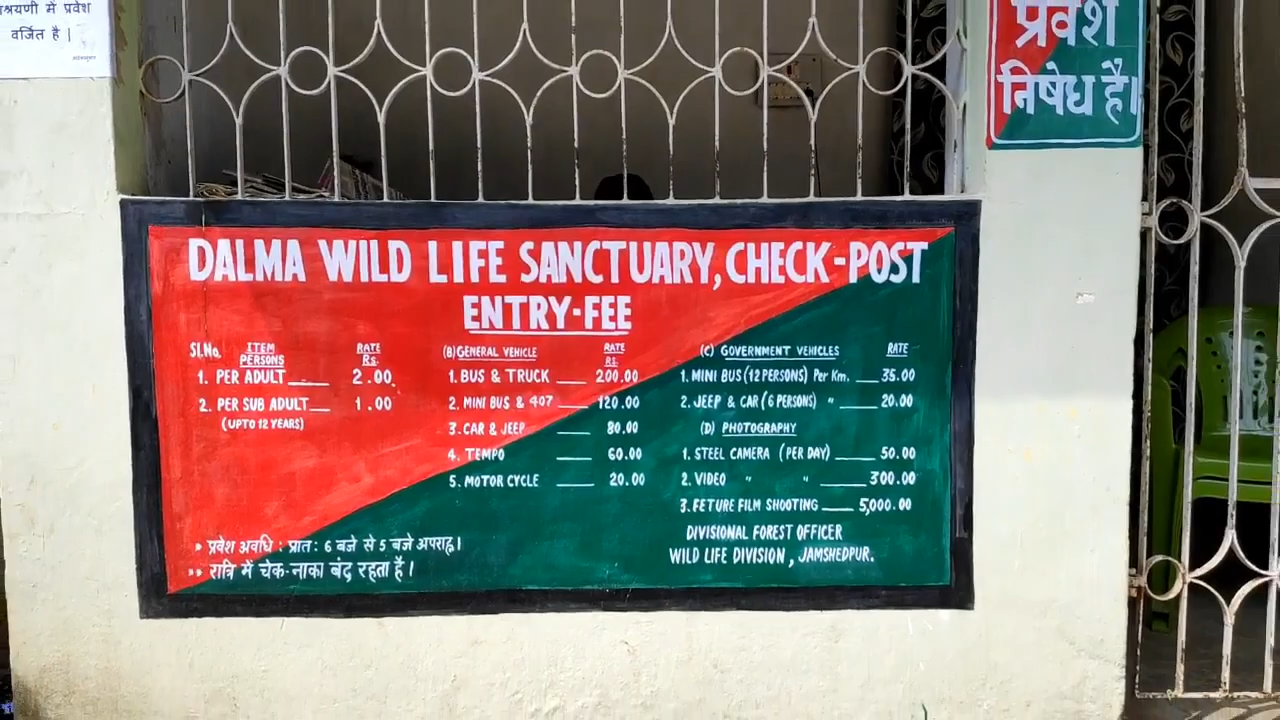 में प्रवेश
वर्जित है |
प्रवेश
निषेध है।
DALMA WILD LIFE SANCTUARY, CHECK-POST
ENTRY-FEE
Sl.No. ITEM RATE
PERSONS Rs.
1. PER ADULT 2.00
2. PER SUB ADULT 1.00
(UPTO 12 YEARS)
(B) GENERAL VEHICLE RATE
Rs.
1. BUS & TRUCK 200.00
2. MINI BUS & 407 120.00
3. CAR & JEEP 80.00
4. TEMPO 60.00
5. MOTOR CYCLE 20.00
(C) GOVERNMENT VEHICLES RATE
1. MINI BUS (12 PERSONS) Per Km. 35.00
2. JEEP & CAR (6 PERSONS) " 20.00
(D) PHOTOGRAPHY
1. STEEL CAMERA (PER DAY) 50.00
2. VIDEO " " 300.00
3. FETURE FILM SHOOTING 5,000.00
DIVISIONAL FOREST OFFICER
WILD LIFE DIVISION, JAMSHEDPUR.
» प्रवेश अवधि : प्रातः 6 बजे से 5 बजे अपराह्न।
»» रात्रि में चेक-नाका बंद रहता है।